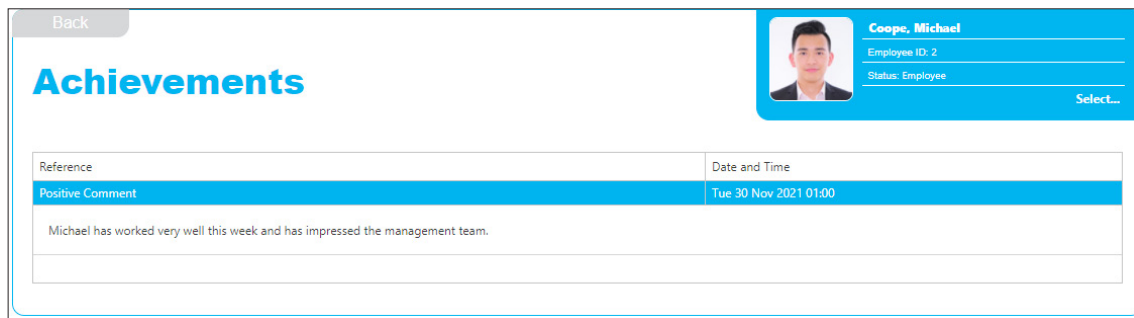 Back
Coope, Michael
Employee ID: 2
Achievements
Status: Employee
Select...
Reference Date and Time
Positive Comment Tue 30 Nov 2021 01:00
Michael has worked very well this week and has impressed the management team.